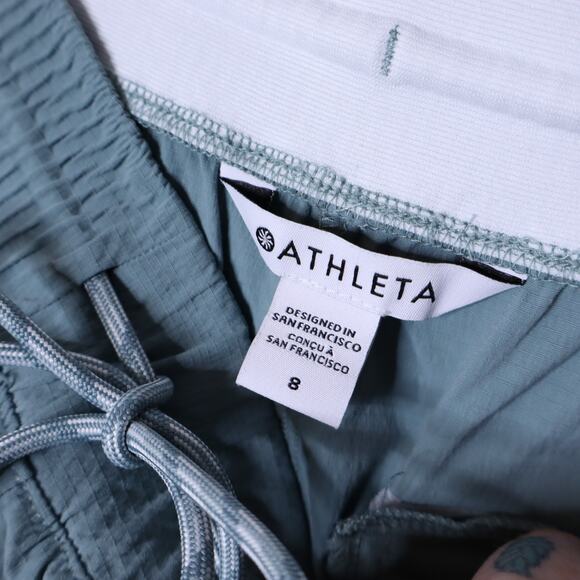 ATHLETA
DESIGNED IN
SAN FRANCISCO
CONÇU À
SAN FRANCISCO
8